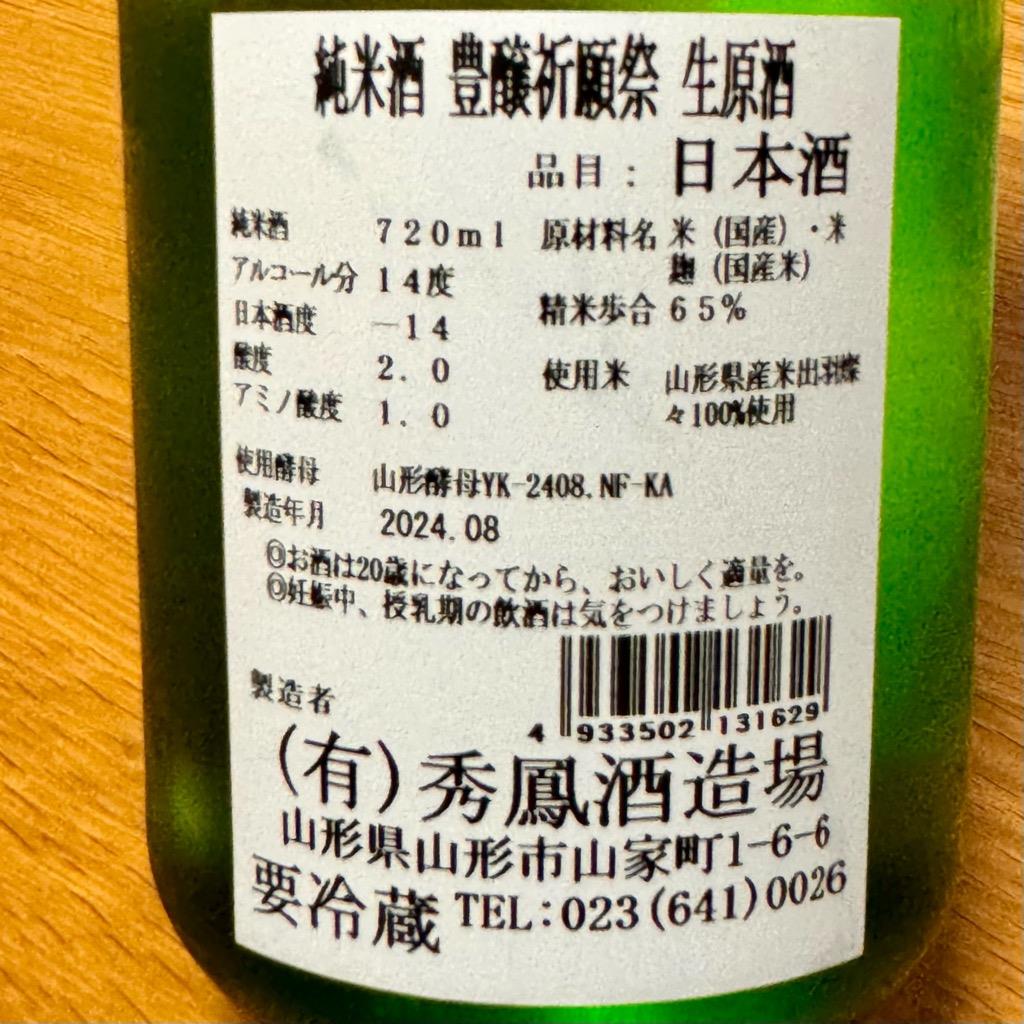 純米酒 豊醸祈願祭 生原酒
品目：日本酒
純米酒 720ml
アルコール分 14度
日本酒度 −14
酸度 2.0
アミノ酸度 1.0
原材料名 米（国産）・米
麹（国産米）
精米歩合 65%
使用米 山形県産米出羽燦
々100%使用
使用酵母 山形酵母YK-2408.NF-KA
製造年月 2024.08
◎お酒は20歳になってから、おいしく適量を。
◎妊娠中、授乳期の飲酒は気をつけましょう。
4 933502 131629
製造者
(有)秀鳳酒造場
山形県山形市山家町1-6-6
要冷蔵 TEL:023(641)0026